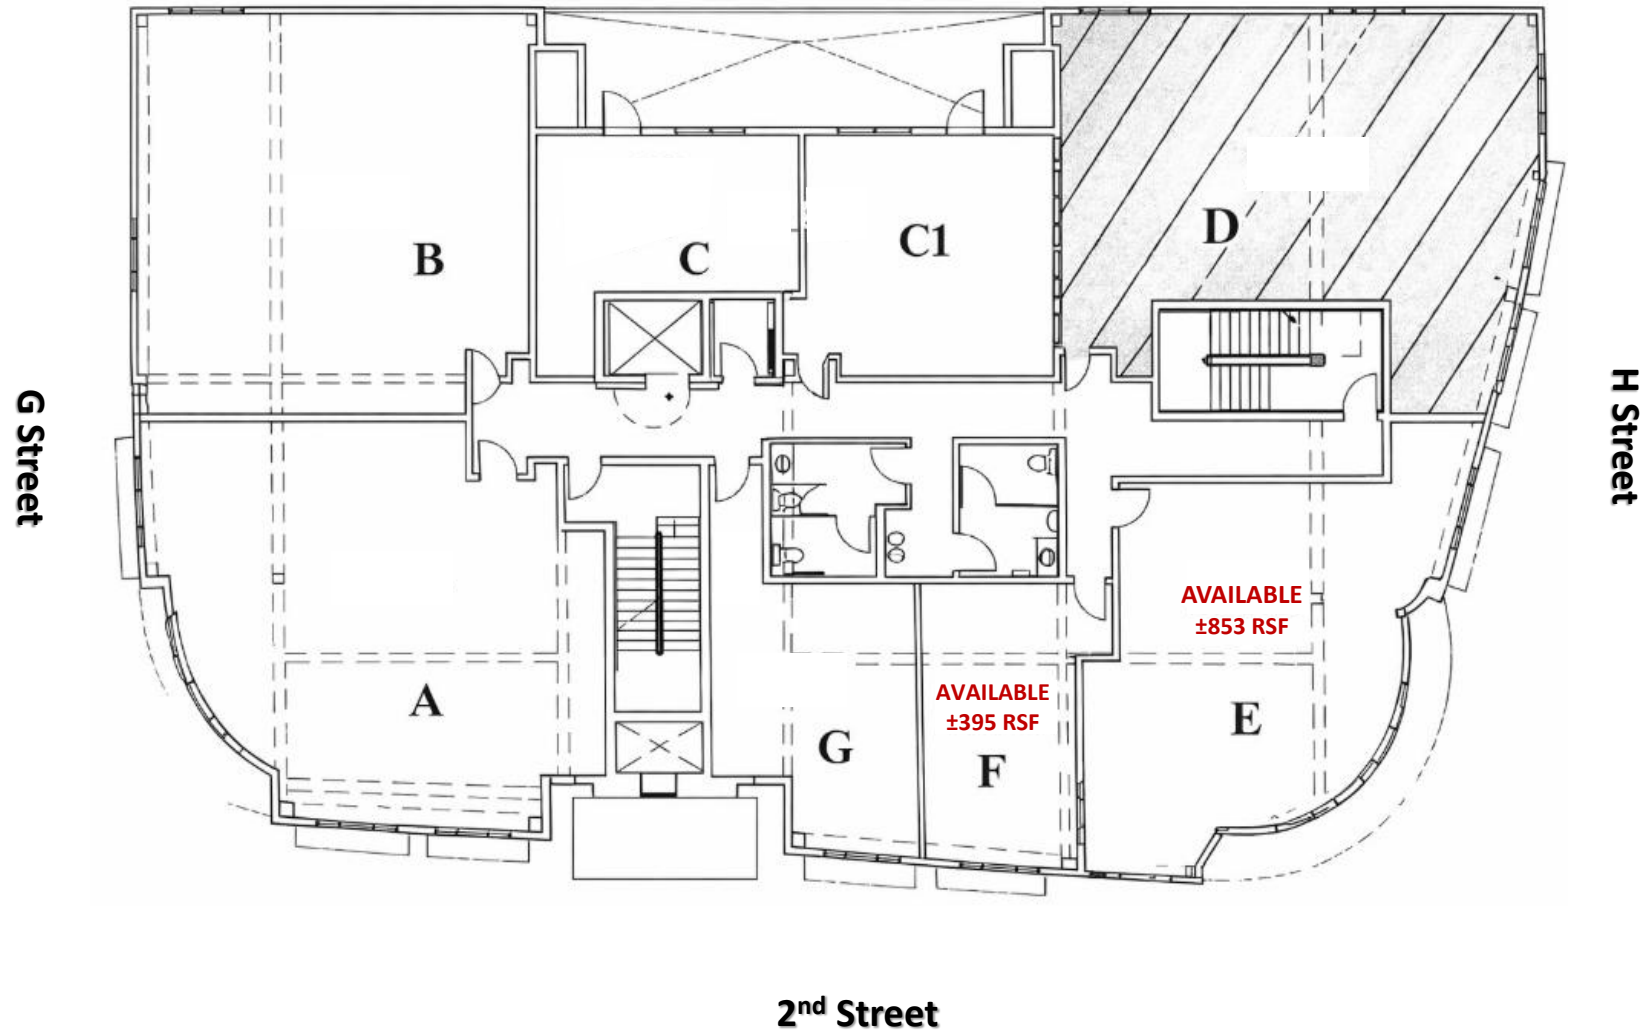 B
C
C1
D
G Street
H Street
AVAILABLE
±853 RSF
AVAILABLE
±395 RSF
A
G
F
E
2nd Street